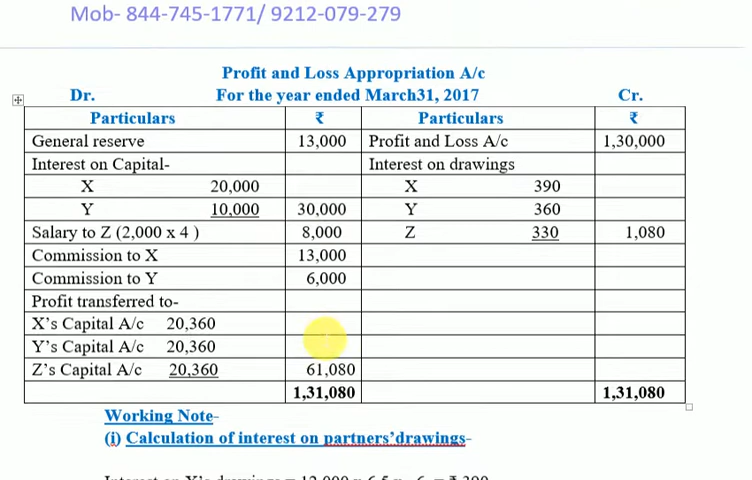 Mob- 844-745-1771/ 9212-079-279
Profit and Loss Appropriation A/c
Dr. For the year ended March31, 2017 Cr.
Particulars ₹ Particulars ₹
General reserve 13,000 Profit and Loss A/c 1,30,000
Interest on Capital- Interest on drawings
X 20,000 X 390
Y 10,000 30,000 Y 360
Salary to Z (2,000 x 4 ) 8,000 Z 330 1,080
Commission to X 13,000
Commission to Y 6,000
Profit transferred to-
X's Capital A/c 20,360
Y's Capital A/c 20,360
Z's Capital A/c 20,360 61,080
1,31,080 1,31,080
Working Note-
(i) Calculation of interest on partners'drawings-